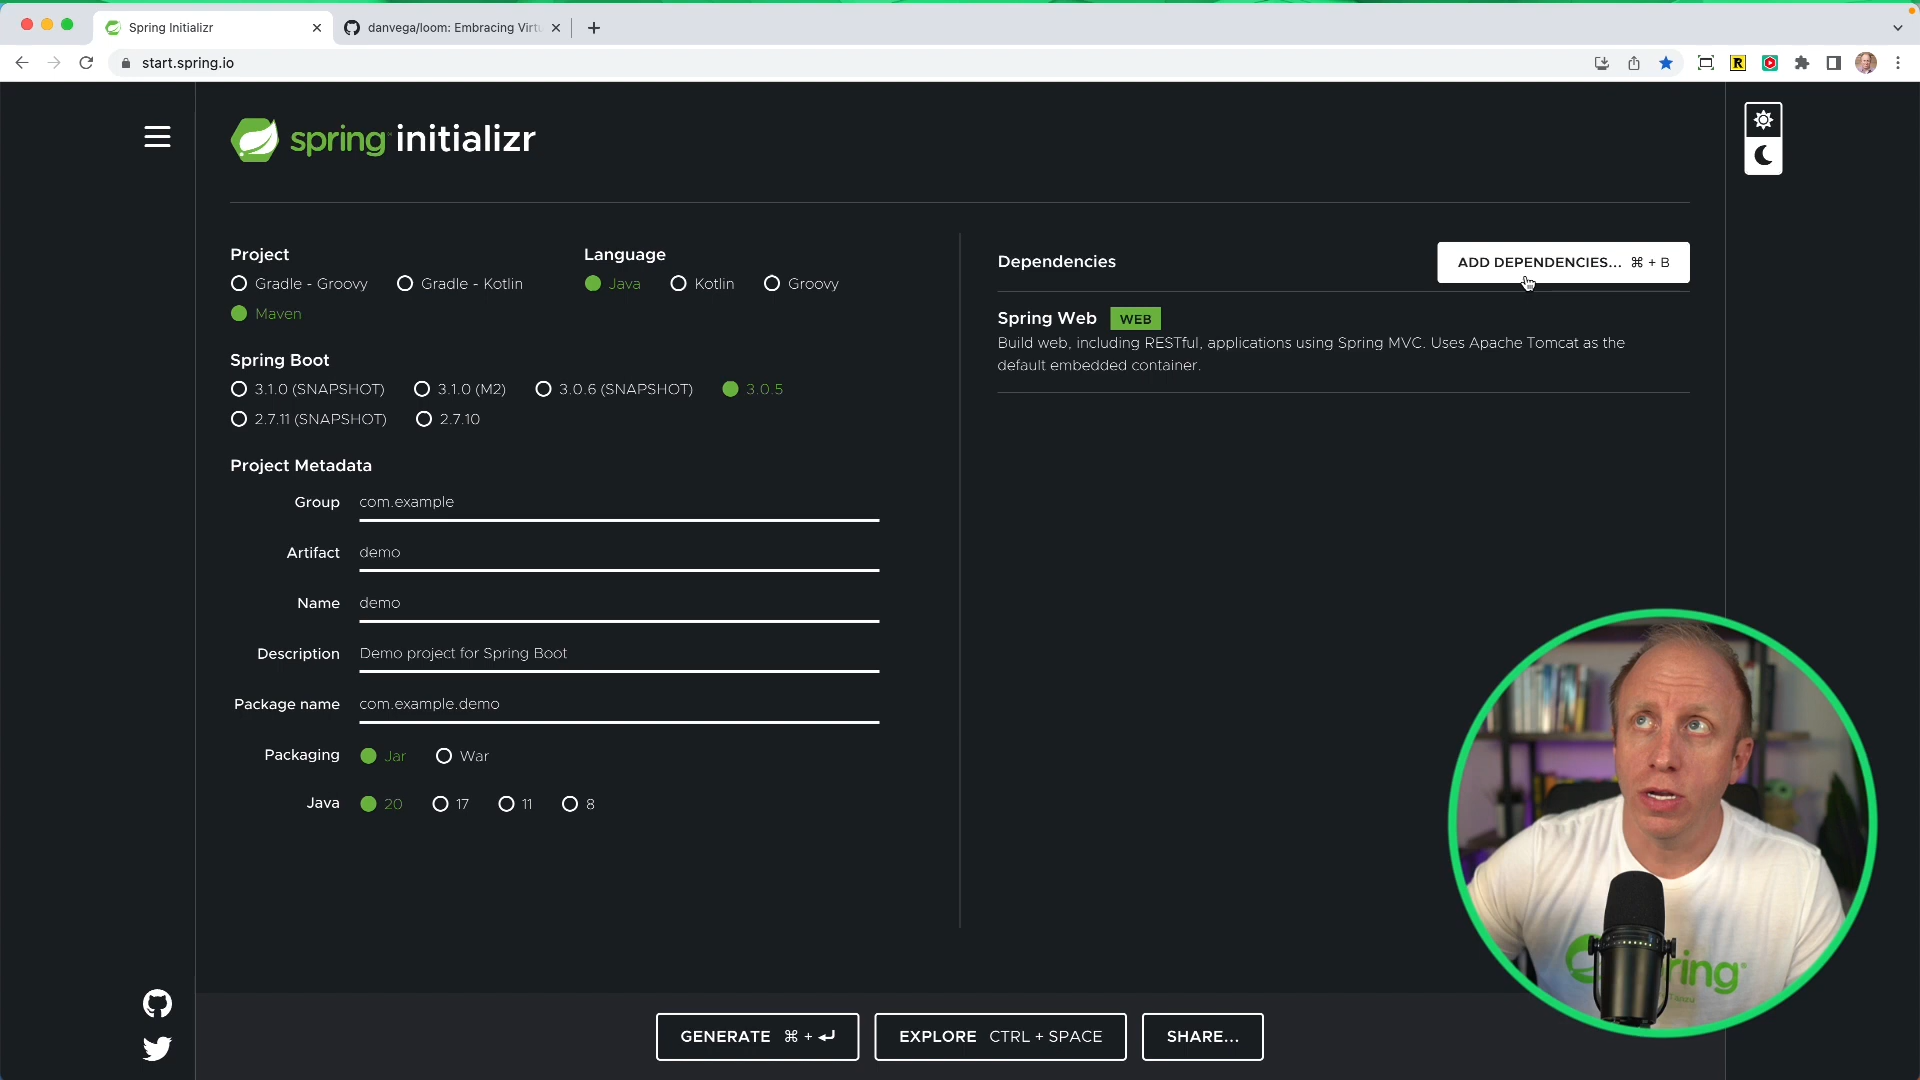 Spring Initializr
danvega/loom: Embracing Virtu
start.spring.io
R
spring initializr
Project
Language
Dependencies
ADD DEPENDENCIES... ⌘ + B
Gradle - Groovy
Gradle - Kotlin
Java
Kotlin
Groovy
Maven
Spring Web WEB
Build web, including RESTful, applications using Spring MVC. Uses Apache Tomcat as the
default embedded container.
Spring Boot
3.1.0 (SNAPSHOT)
3.1.0 (M2)
3.0.6 (SNAPSHOT)
3.0.5
2.7.11 (SNAPSHOT)
2.7.10
Project Metadata
Group com.example
Artifact demo
Name demo
Description Demo project for Spring Boot
Package name com.example.demo
Packaging Jar War
Java 20 17 11 8
GENERATE ⌘ + ↵
EXPLORE CTRL + SPACE
SHARE...